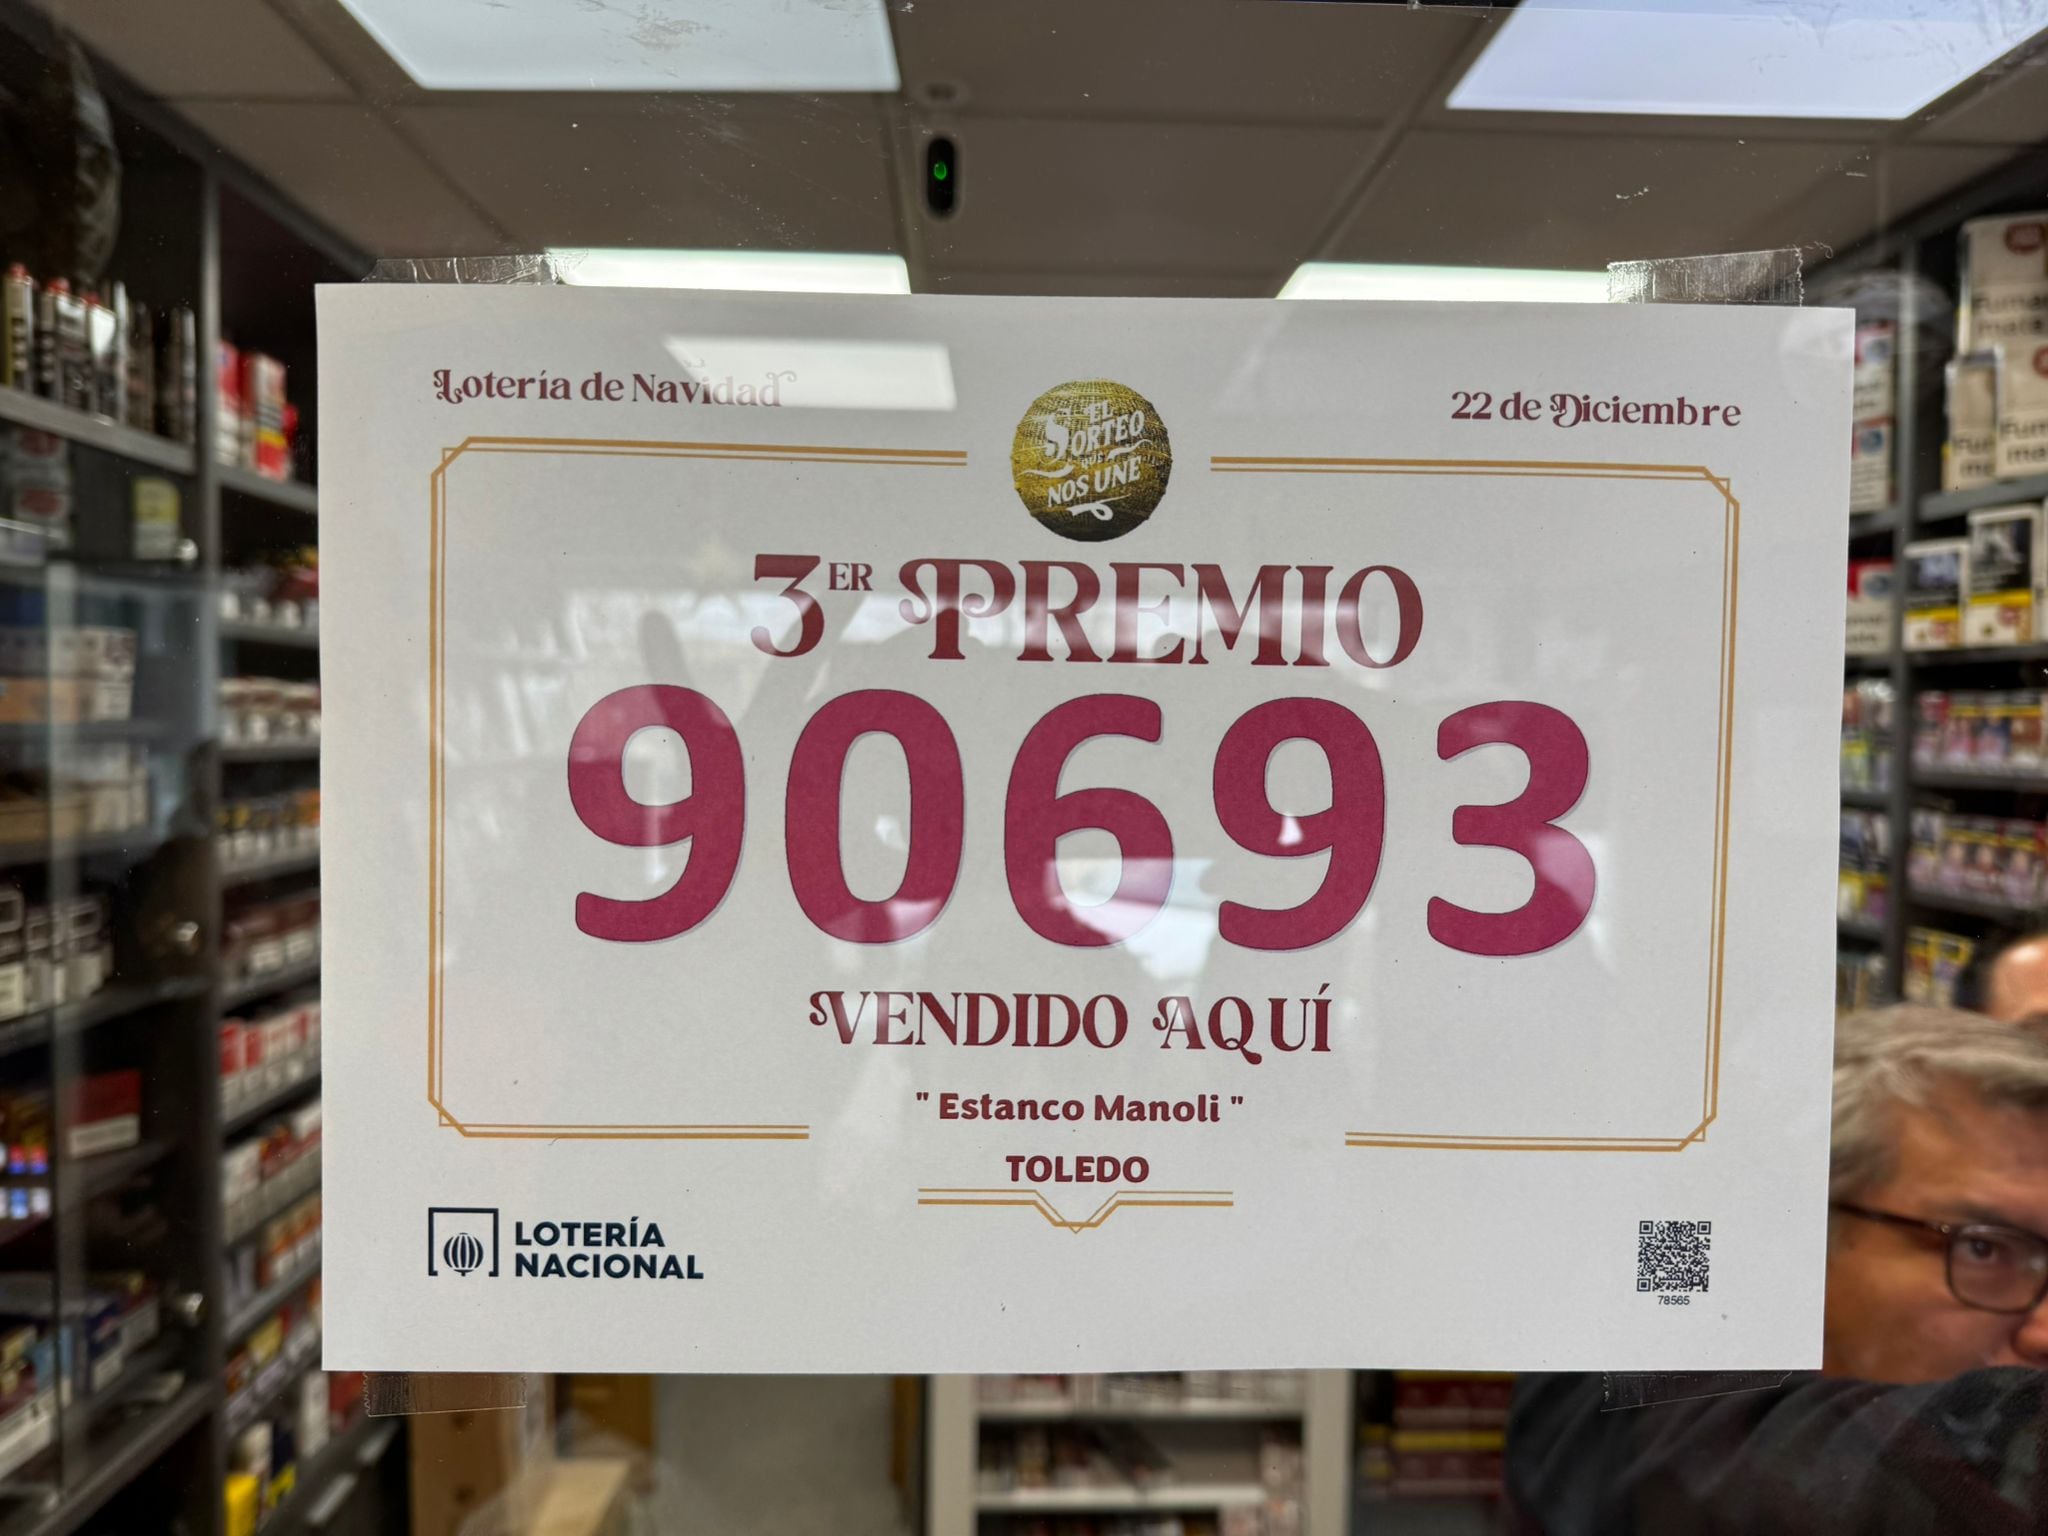 Lotería de Navidad
22 de Diciembre
EL
SORTEO
QUE
NOS UNE
3ER PREMIO
90693
VENDIDO AQUÍ
" Estanco Manoli "
TOLEDO
LOTERÍA
NACIONAL
78565